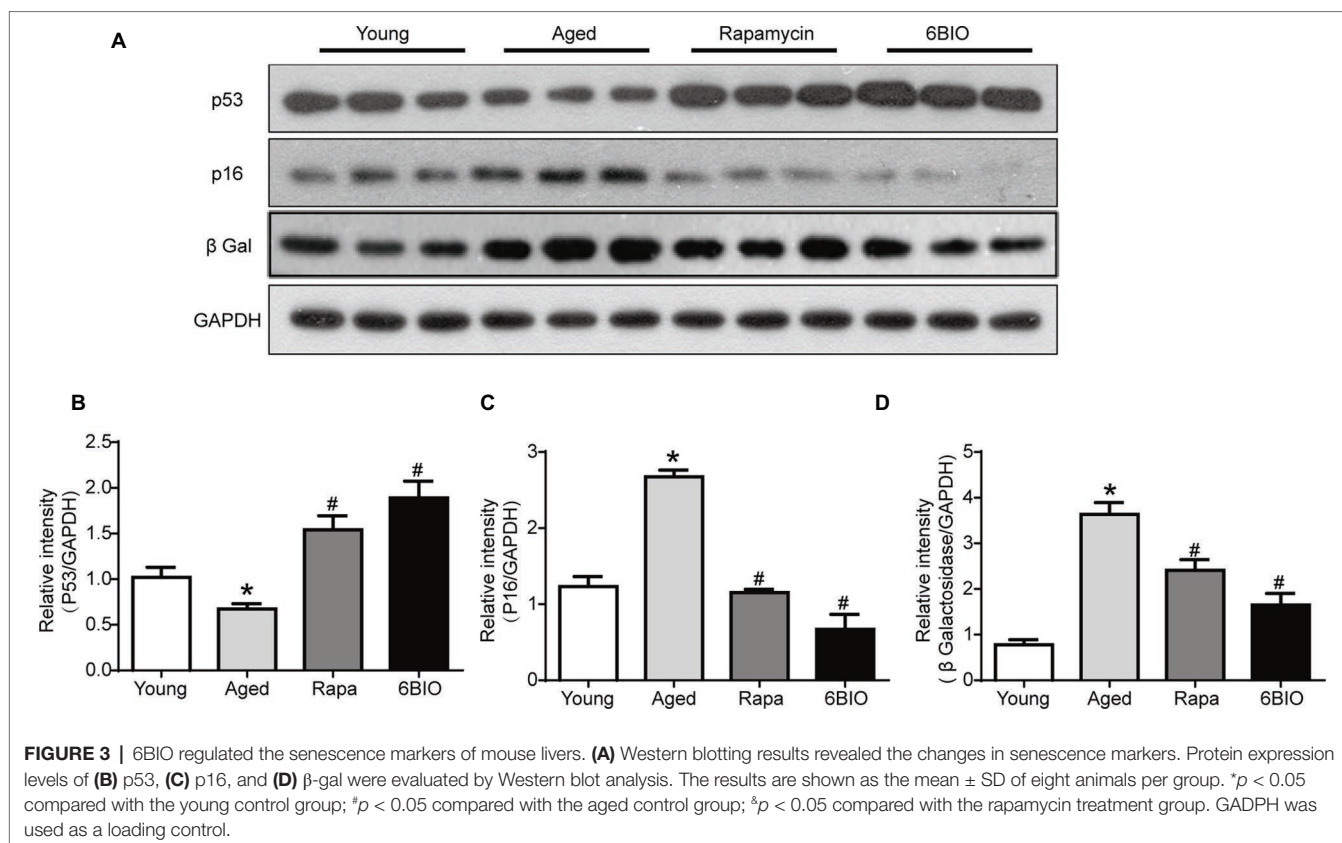 A
Young Aged Rapamycin 6BIO
p53
p16
β Gal
GAPDH
B
Relative intensity
(P53/GAPDH)
2.5
2.0
1.5
1.0
0.5
0.0
*
#
#
Young Aged Rapa 6BIO
C
Relative intensity
(P16/GAPDH)
3
2
1
0
*
#
#
Young Aged Rapa 6BIO
D
Relative intensity
( β Galactosidase/GAPDH)
5
4
3
2
1
0
*
#
#
Young Aged Rapa 6BIO
FIGURE 3 | 6BIO regulated the senescence markers of mouse livers. (A) Western blotting results revealed the changes in senescence markers. Protein expression
levels of (B) p53, (C) p16, and (D) β-gal were evaluated by Western blot analysis. The results are shown as the mean ± SD of eight animals per group. *p < 0.05
compared with the young control group; #p < 0.05 compared with the aged control group; &p < 0.05 compared with the rapamycin treatment group. GADPH was
used as a loading control.